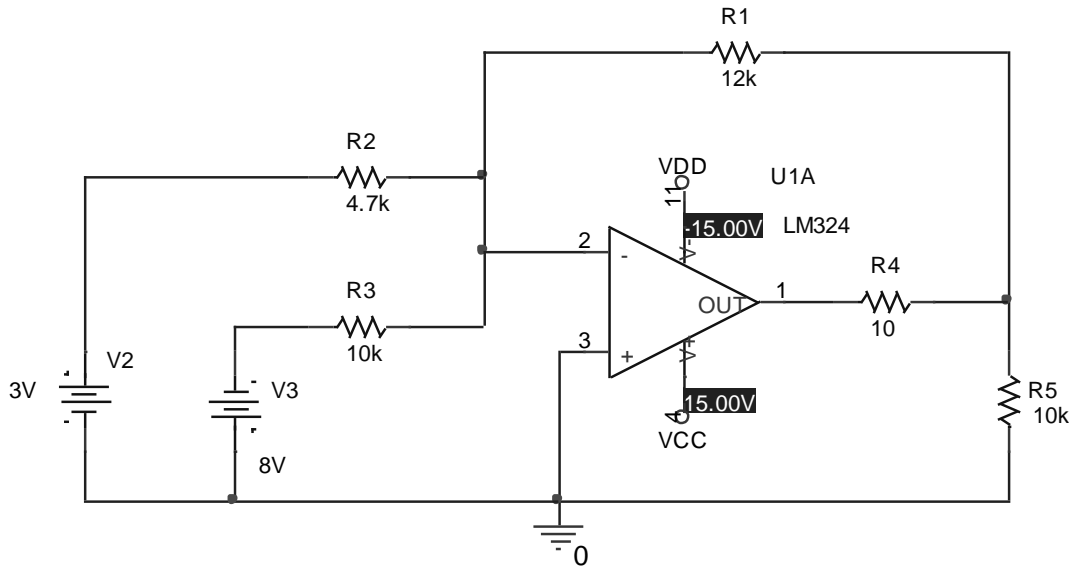 R1
12k
R2
4.7k
VDD
U1A
11
-15.00V
LM324
V-
2
-
R3
10k
OUT
1
R4
10
3
+
V+
V2
3V
V3
8V
15.00V
4
VCC
R5
10k
0